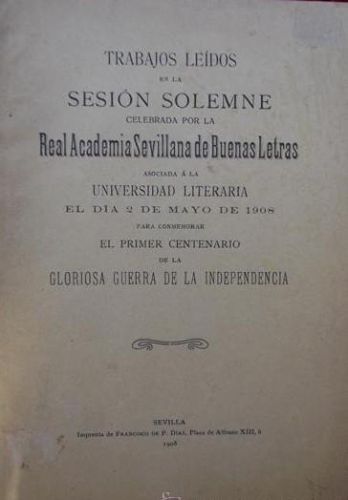 TRABAJOS LEÍDOS
EN LA
SESIÓN SOLEMNE
CELEBRADA POR LA
Real Academia Sevillana de Buenas Letras
ASOCIADA Á LA
UNIVERSIDAD LITERARIA
EL DÍA 2 DE MAYO DE 1908
PARA CONMEMORAR
EL PRIMER CENTENARIO
DE LA
GLORIOSA GUERRA DE LA INDEPENDENCIA
SEVILLA
Imprenta de FRANCISCO DE P. DÍAZ, Plaza de Alfonso XIII, 6
1908